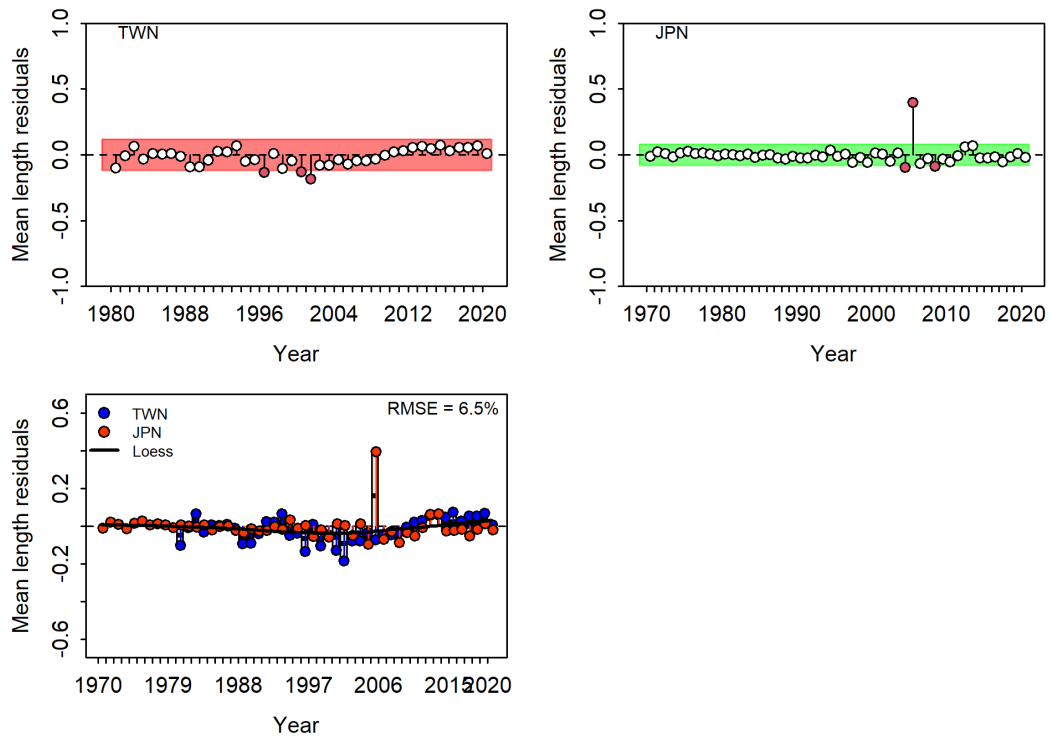 TWN
Mean length residuals
1.0
0.5
0.0
-0.5
-1.0
1980 1988 1996 2004 2012 2020
Year
JPN
Mean length residuals
1.0
0.5
0.0
-0.5
-1.0
1970 1980 1990 2000 2010 2020
Year
TWN
JPN
Loess
RMSE = 6.5%
Mean length residuals
0.6
0.2
-0.2
-0.6
1970 1979 1988 1997 2006 2015 2020
Year